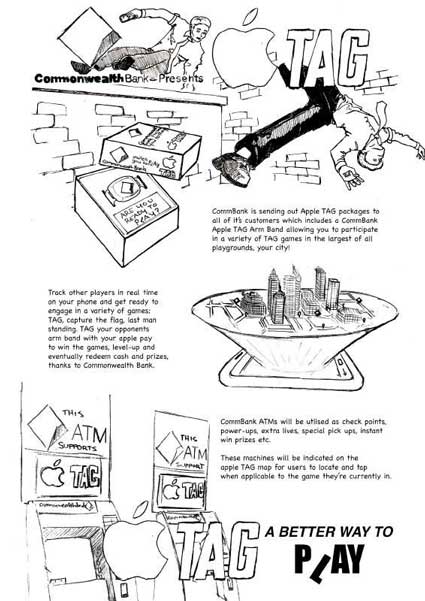 CommonwealthBank Presents
TAG
CommonwealthBank
TAG
ARE YOU
READY TO
PLAY?
CommBank is sending out Apple TAG packages to
all of it's customers which includes a CommBank
Apple TAG Arm Band allowing you to participate
in a variety of TAG games in the largest of all
playgrounds, your city!
Track other players in real time
on your phone and get ready to
engage in a variety of games;
TAG, capture the flag, last man
standing. TAG your opponents
arm band with your apple pay
to win the games, level-up and
eventually redeem cash and prizes,
thanks to Commonwealth Bank.
CommBank ATMs will be utilised as check points,
power-ups, extra lives, special pick ups, instant
win prizes etc.
These machines will be indicated on the
apple TAG map for users to locate and tap
when applicable to the game they're currently in.
THIS
ATM
SUPPORTS
TAG
CommonwealthBank
THIS
ATM
SUPPORTS
TAG
TAG
A BETTER WAY TO
PLAY